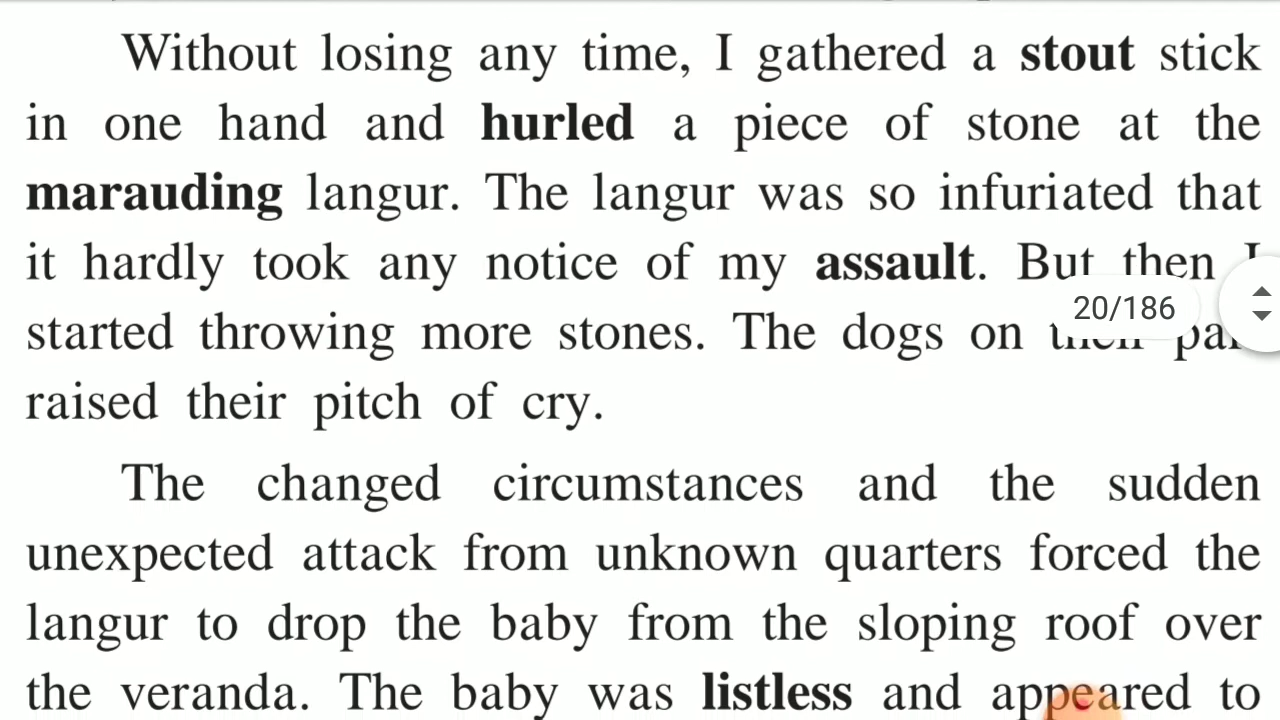 Without losing any time, I gathered a stout stick
in one hand and hurled a piece of stone at the
marauding langur. The langur was so infuriated that
it hardly took any notice of my assault. But then I
20/186
started throwing more stones. The dogs on their part
raised their pitch of cry.
The changed circumstances and the sudden
unexpected attack from unknown quarters forced the
langur to drop the baby from the sloping roof over
the veranda. The baby was listless and appeared to